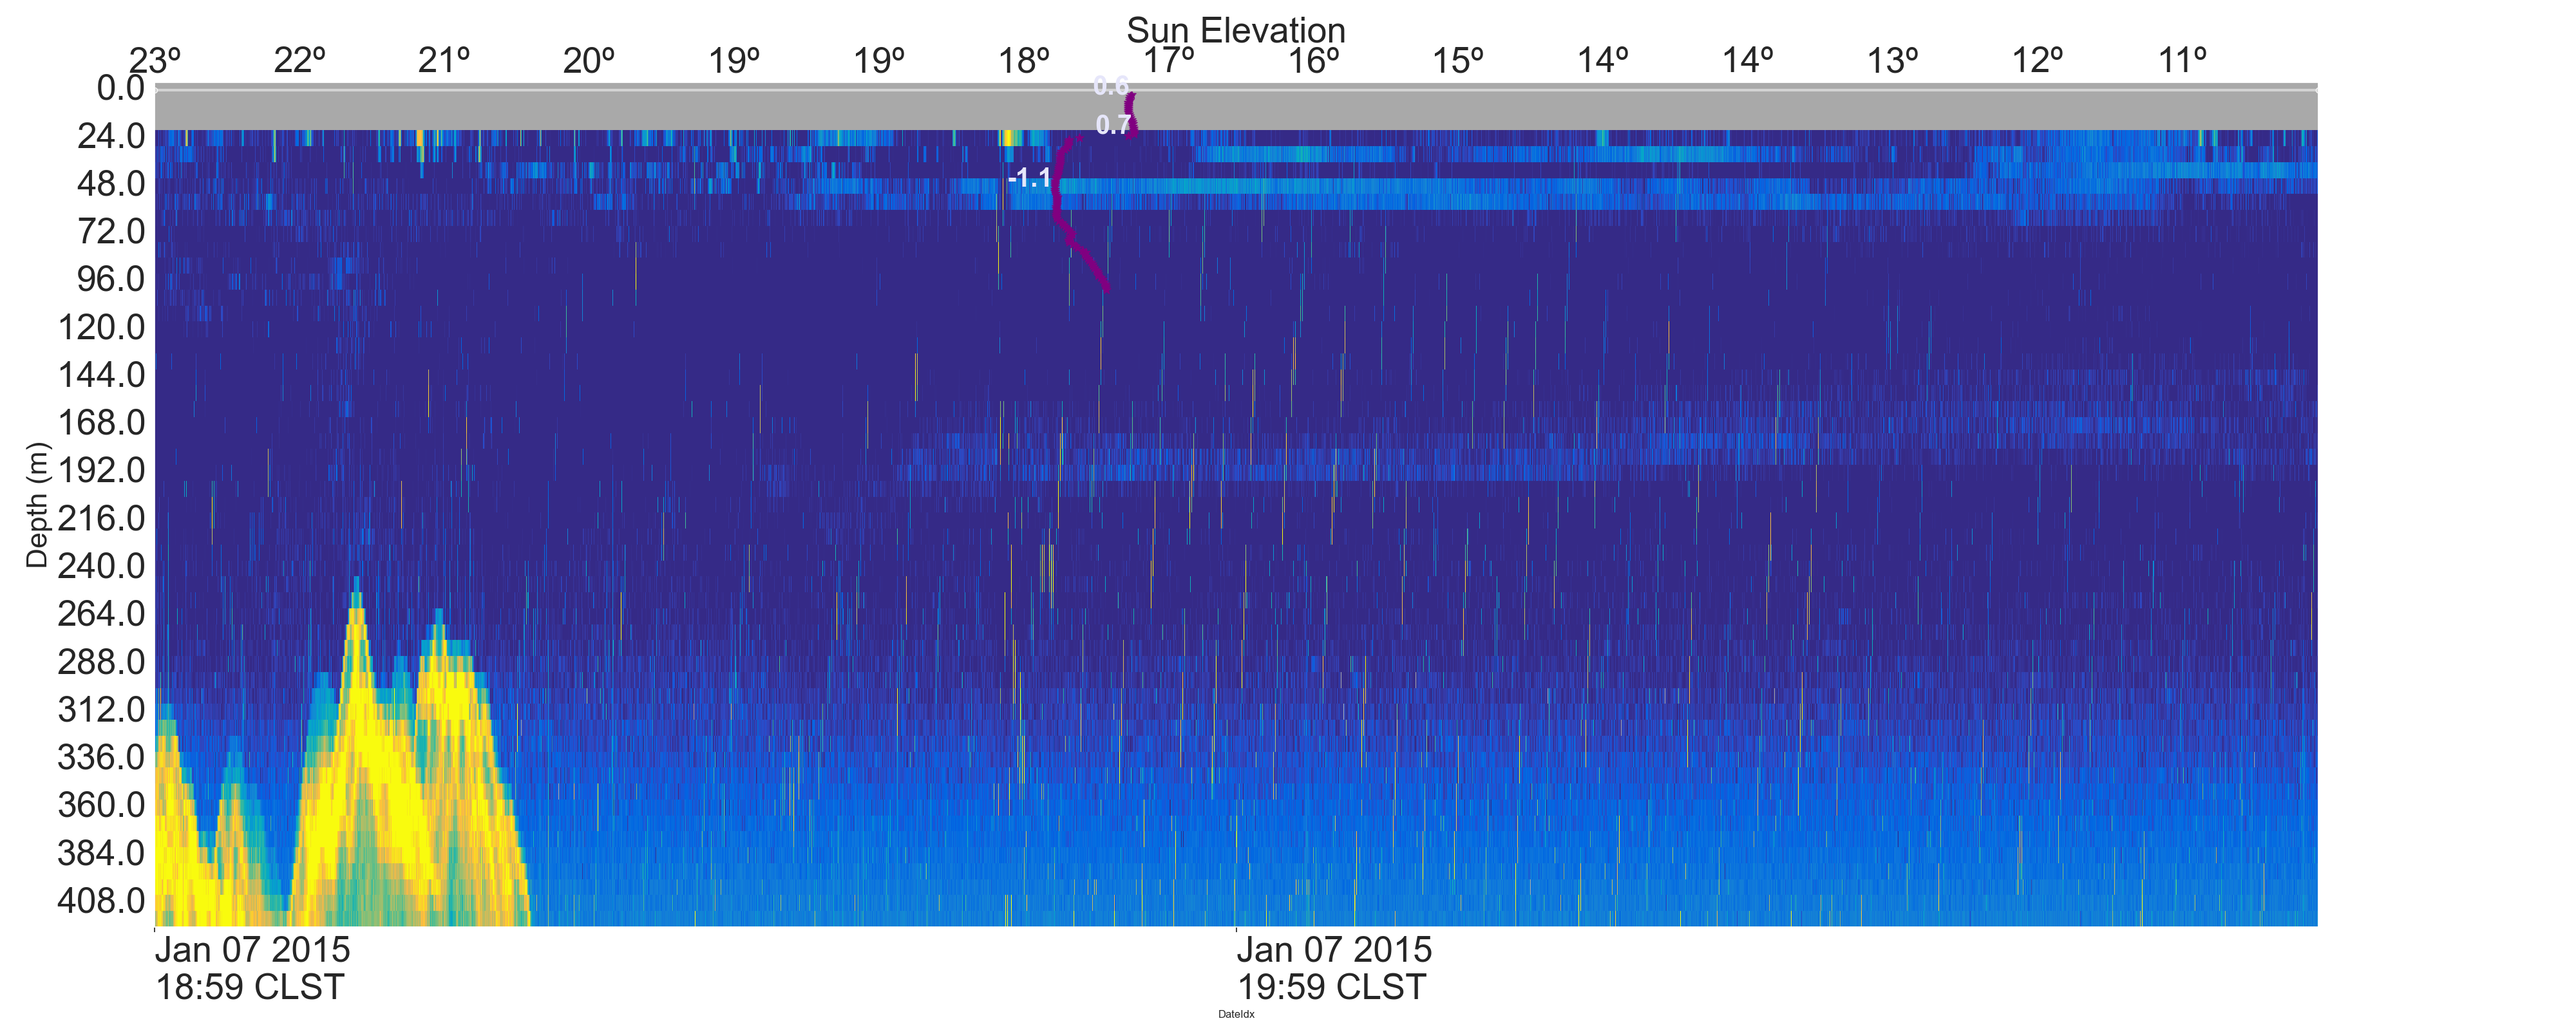 Sun Elevation
23º 22º 21º 20º 19º 19º 18º 17º 16º 15º 14º 14º 13º 12º 11º
0.0
24.0
48.0
72.0
96.0
120.0
144.0
168.0
192.0
216.0
240.0
264.0
288.0
312.0
336.0
360.0
384.0
408.0
Depth (m)
0.6
0.7
-1.1
Jan 07 2015
18:59 CLST
Jan 07 2015
19:59 CLST
DateIdx